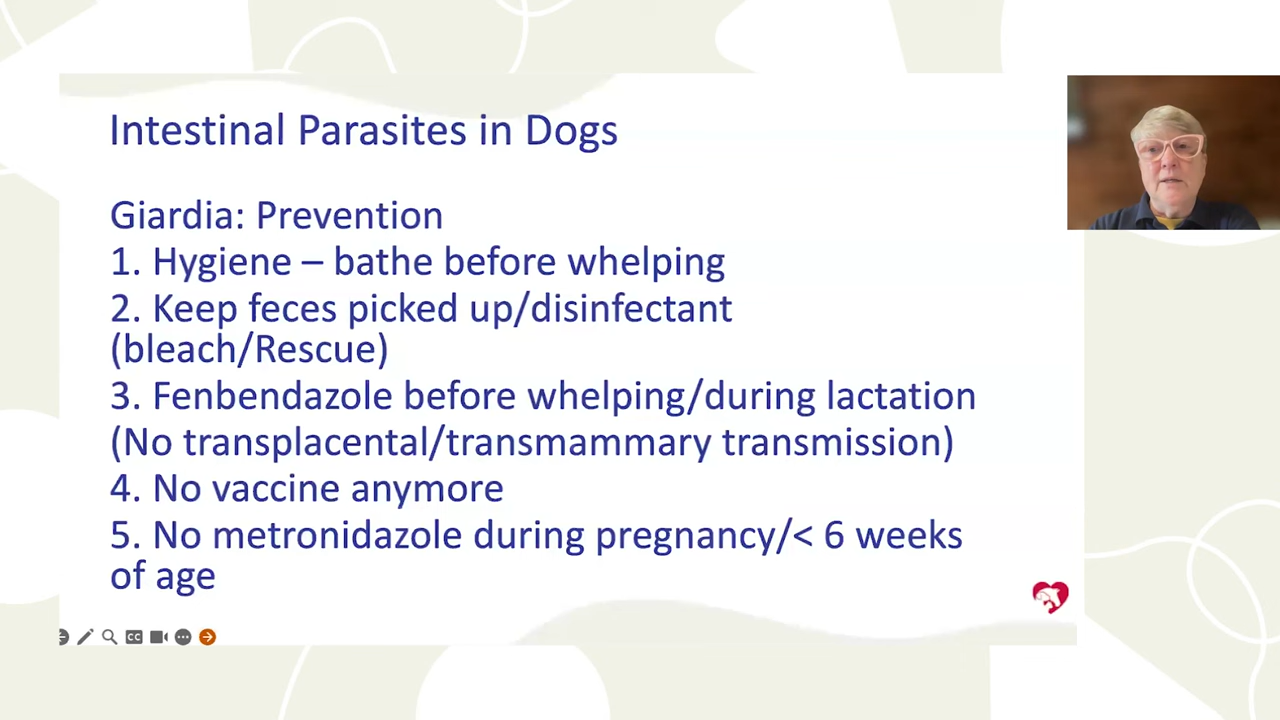 Intestinal Parasites in Dogs
Giardia: Prevention
1. Hygiene – bathe before whelping
2. Keep feces picked up/disinfectant
(bleach/Rescue)
3. Fenbendazole before whelping/during lactation
(No transplacental/transmammary transmission)
4. No vaccine anymore
5. No metronidazole during pregnancy/< 6 weeks
of age
CC